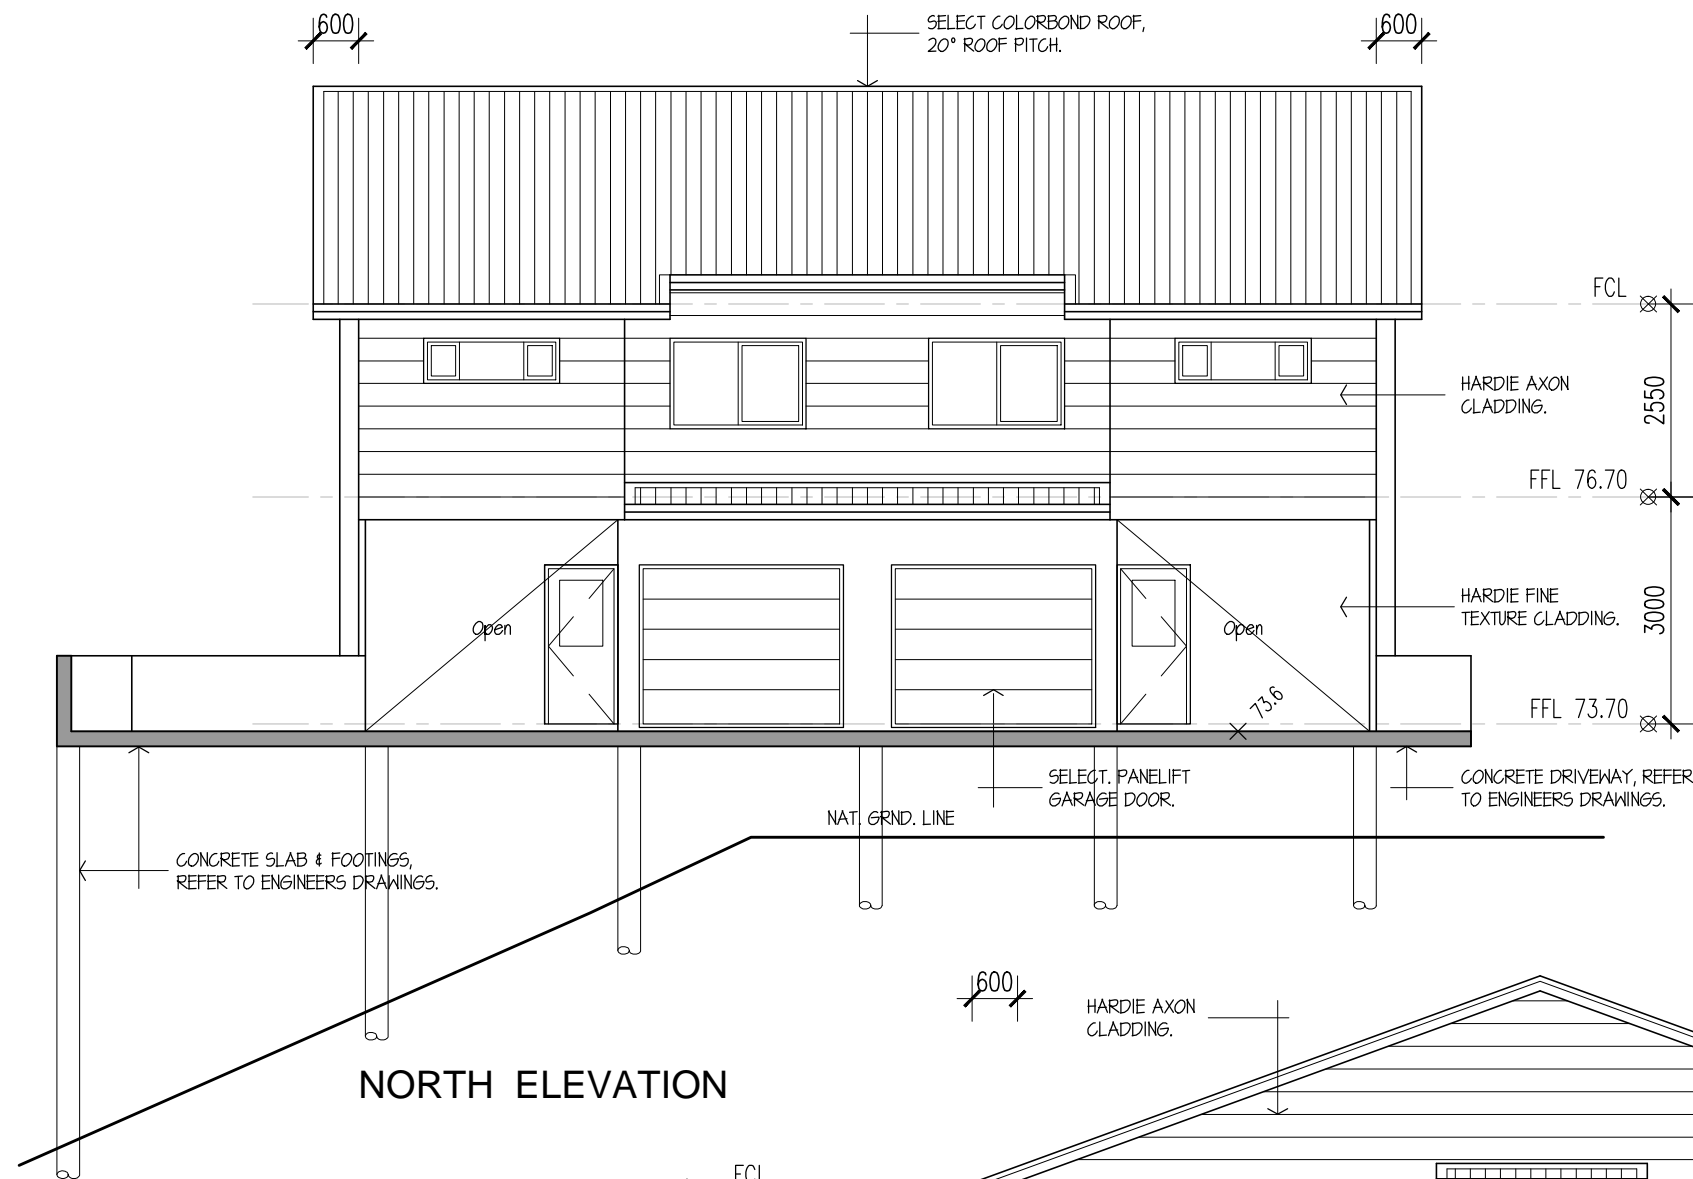 600
SELECT COLORBOND ROOF,
20° ROOF PITCH.
600
FCL
HARDIE AXON
CLADDING.
2550
FFL 76.70
HARDIE FINE
TEXTURE CLADDING.
3000
Open
Open
73.6
FFL 73.70
SELECT. PANELIFT
GARAGE DOOR.
CONCRETE DRIVEWAY, REFER
TO ENGINEERS DRAWINGS.
NAT. GRND. LINE
CONCRETE SLAB & FOOTINGS,
REFER TO ENGINEERS DRAWINGS.
600
HARDIE AXON
CLADDING.
NORTH ELEVATION
FCL